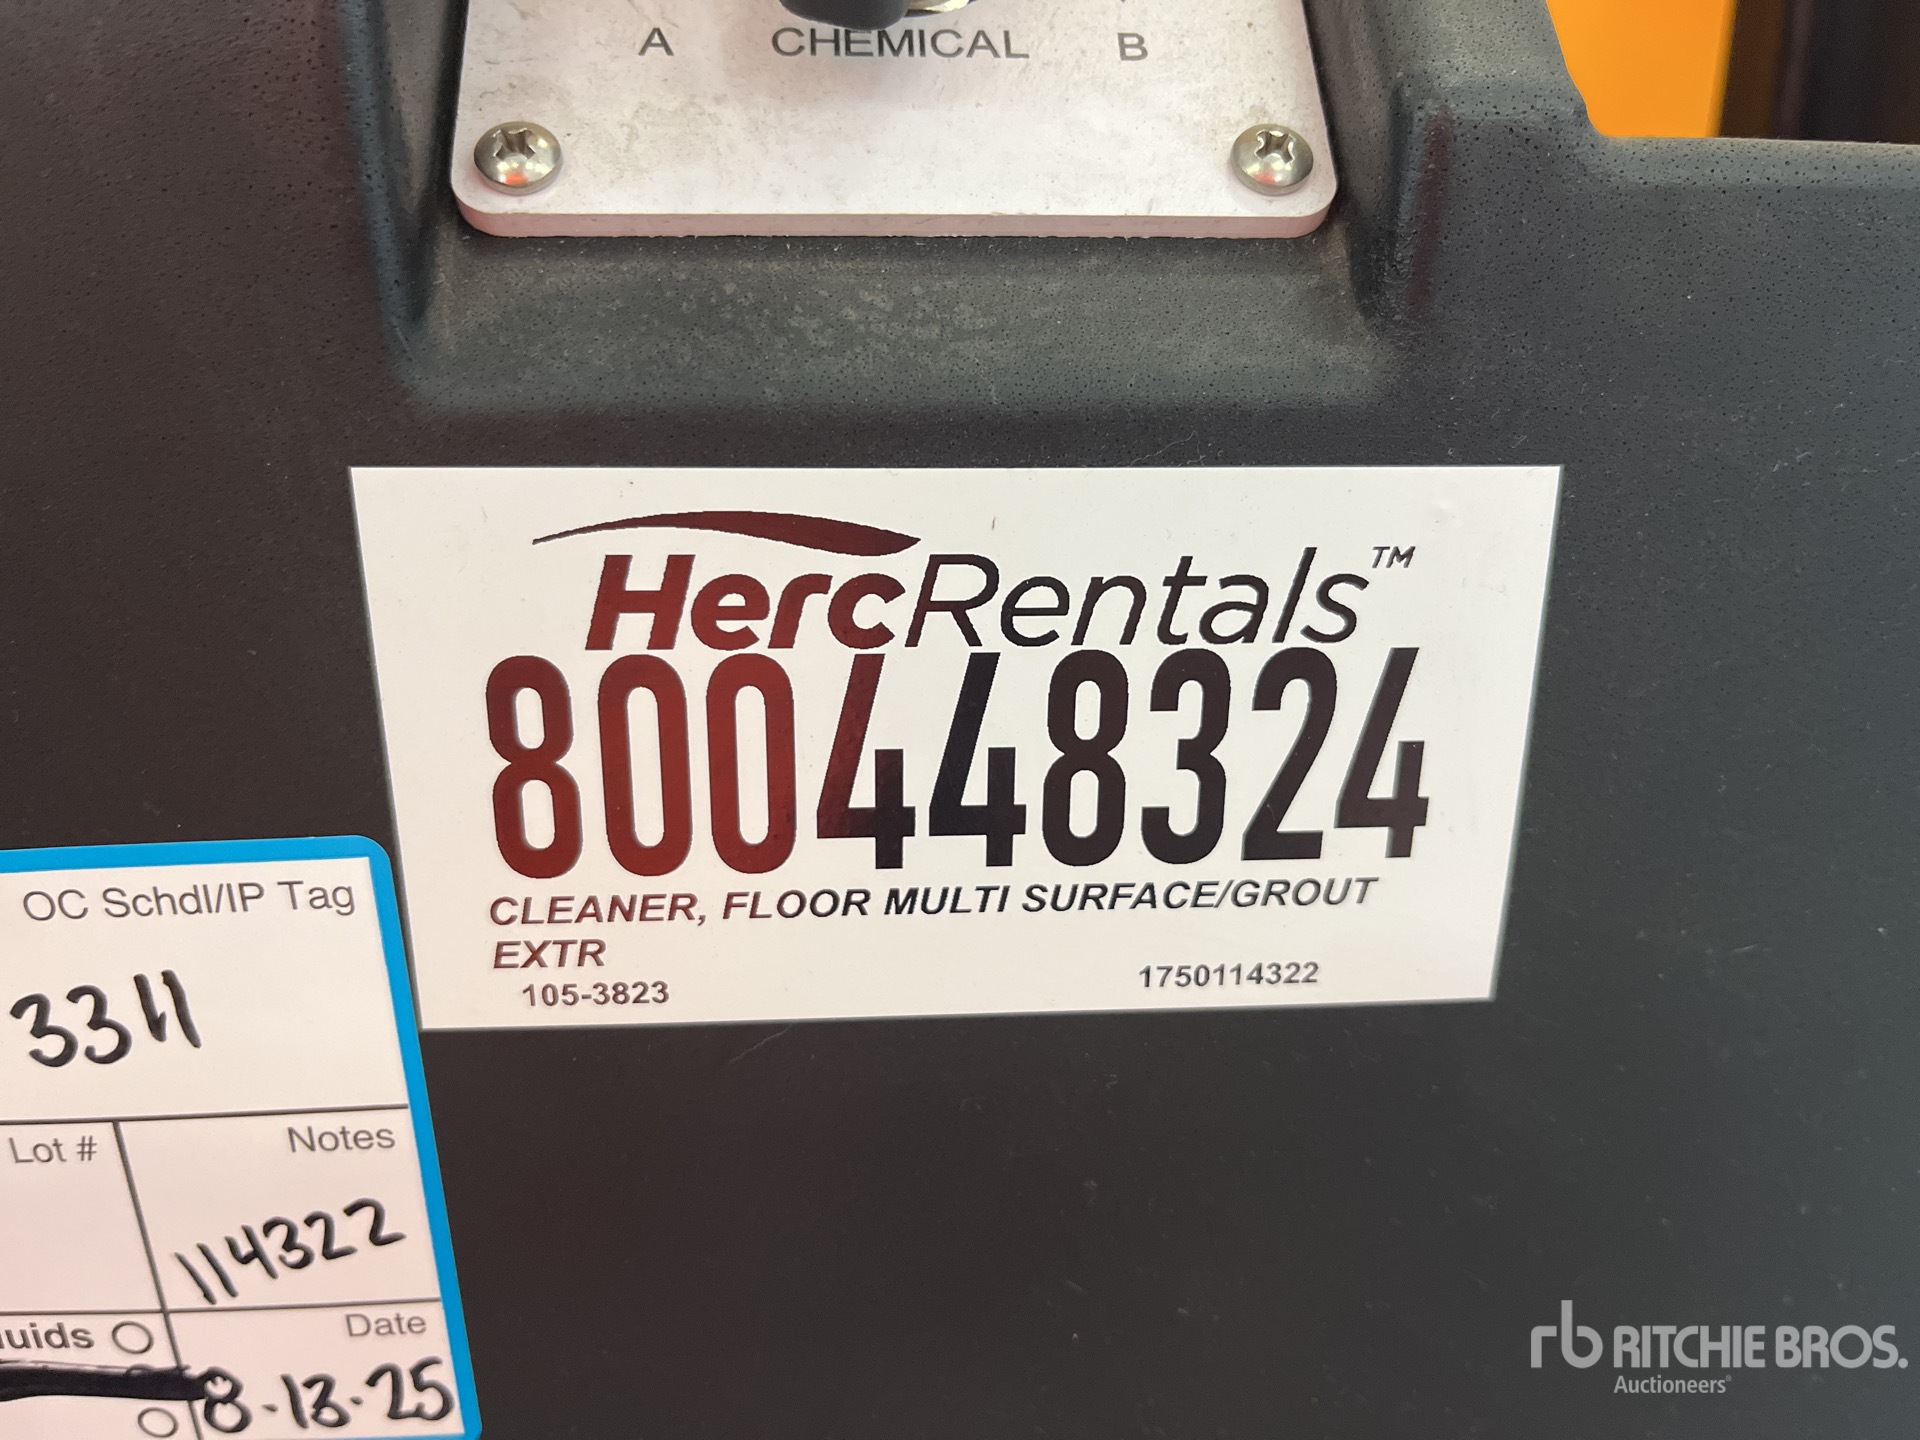 A CHEMICAL B
HercRentals™
800448324
CLEANER, FLOOR MULTI SURFACE/GROUT
EXTR
105-3823 1750114322
OC Schdl/IP Tag
3311
Lot # Notes
114322
Date
8-13-25
rb RITCHIE BROS.
Auctioneers